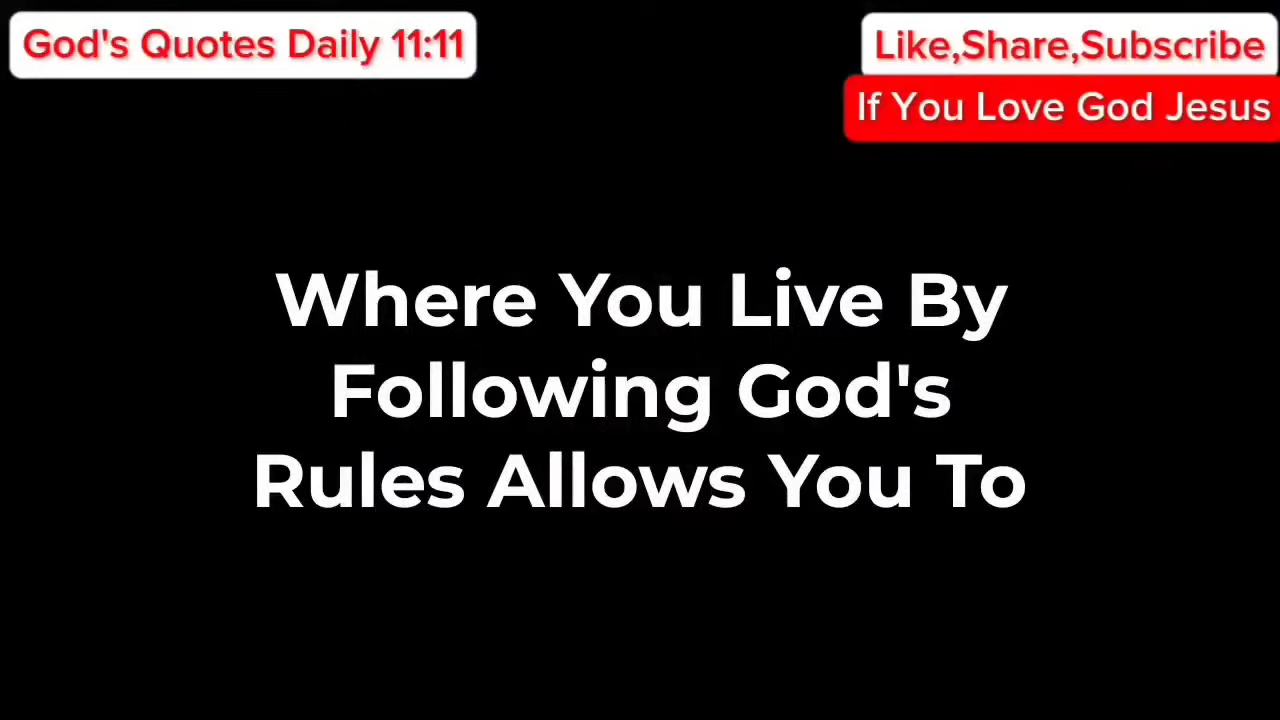 God's Quotes Daily 11:11
Like,Share,Subscribe
If You Love God Jesus
Where You Live By
Following God's
Rules Allows You To